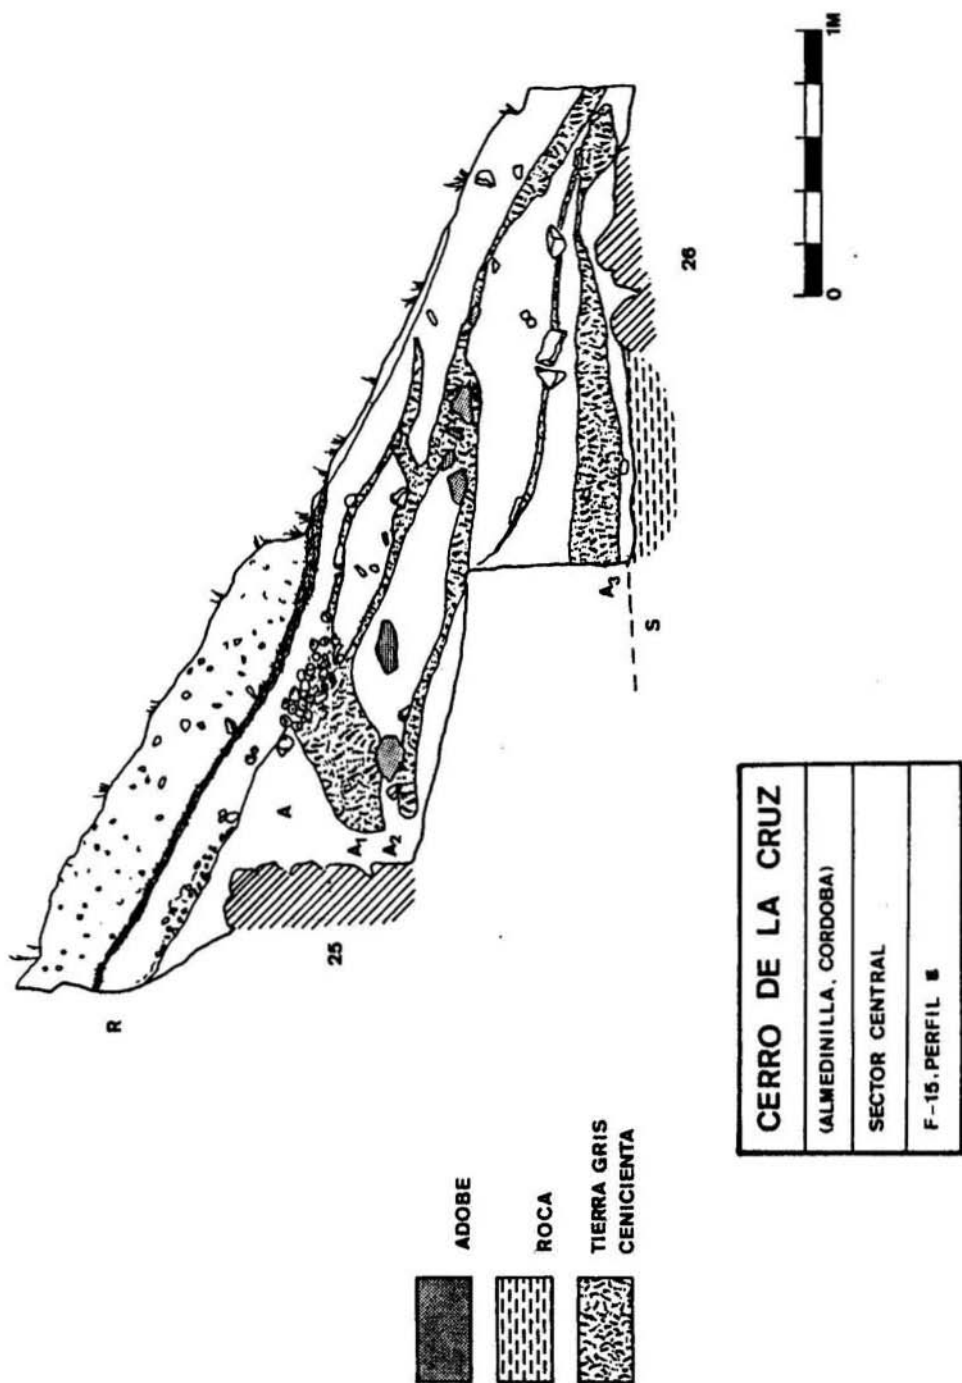 R
A
A1
A2
25
A3
S
26
0
1M
ADOBE
ROCA
TIERRA GRIS
CENICIENTA
CERRO DE LA CRUZ
(ALMEDINILLA, CORDOBA)
SECTOR CENTRAL
F-15.PERFIL